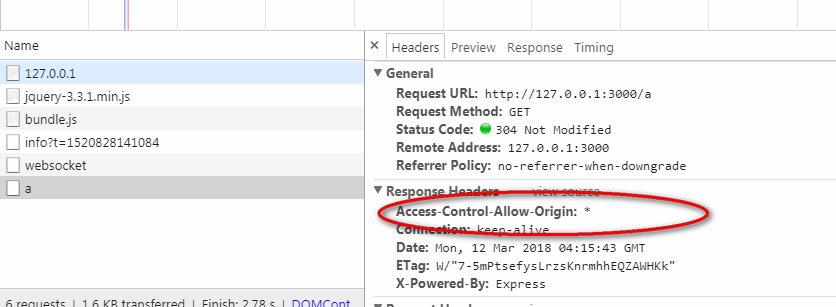 Name
127.0.0.1
jquery-3.3.1.min.js
bundle.js
info?t=1520828141084
websocket
a
6 requests | 1.6 KB transferred | Finish: 2.78 s | DOMCont
× Headers Preview Response Timing
▼ General
Request URL: http://127.0.0.1:3000/a
Request Method: GET
Status Code: 304 Not Modified
Remote Address: 127.0.0.1:3000
Referrer Policy: no-referrer-when-downgrade
▼ Response Headers view source
Access-Control-Allow-Origin: *
Connection: keep-alive
Date: Mon, 12 Mar 2018 04:15:43 GMT
ETag: W/"7-5mPtsefysLrzsKnrmhhEQZAWHKk"
X-Powered-By: Express